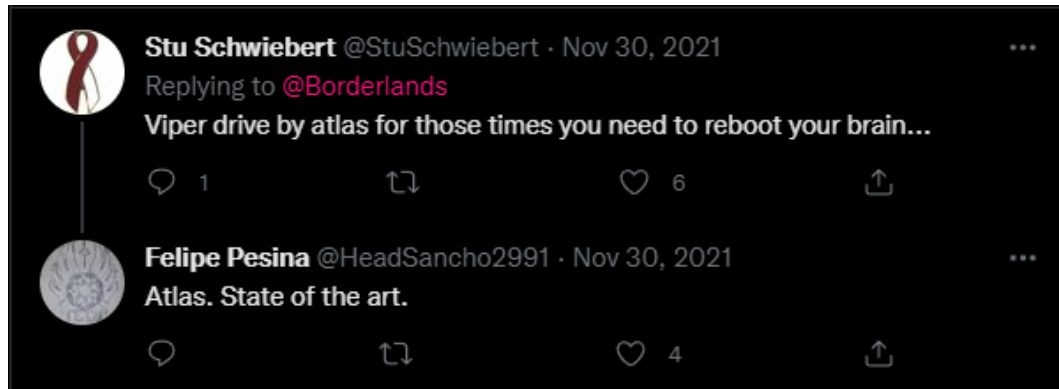 Stu Schwiebert @StuSchwiebert · Nov 30, 2021
Replying to @Borderlands
Viper drive by atlas for those times you need to reboot your brain...
1 6
Felipe Pesina @HeadSancho2991 · Nov 30, 2021
Atlas. State of the art.
4